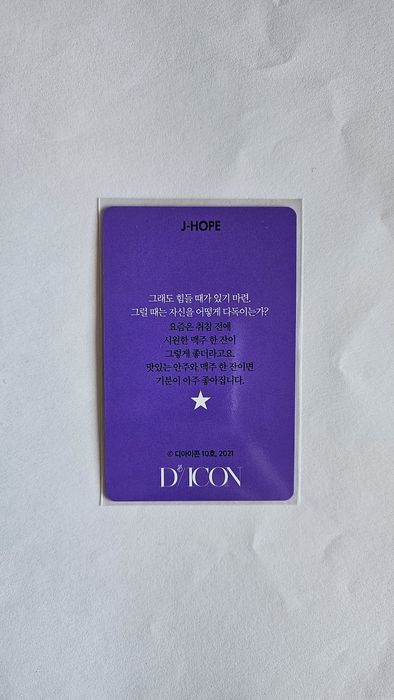 J-HOPE
그래도 힘들 때가 있기 마련,
그럴 때는 자신을 어떻게 다독이는가?
요즘은 취침 전에
시원한 맥주 한 잔이
그렇게 좋더라고요.
맛있는 안주와 맥주 한 잔이면
기분이 아주 좋아집니다.
© 디아이콘 10호, 2021
D/ICON